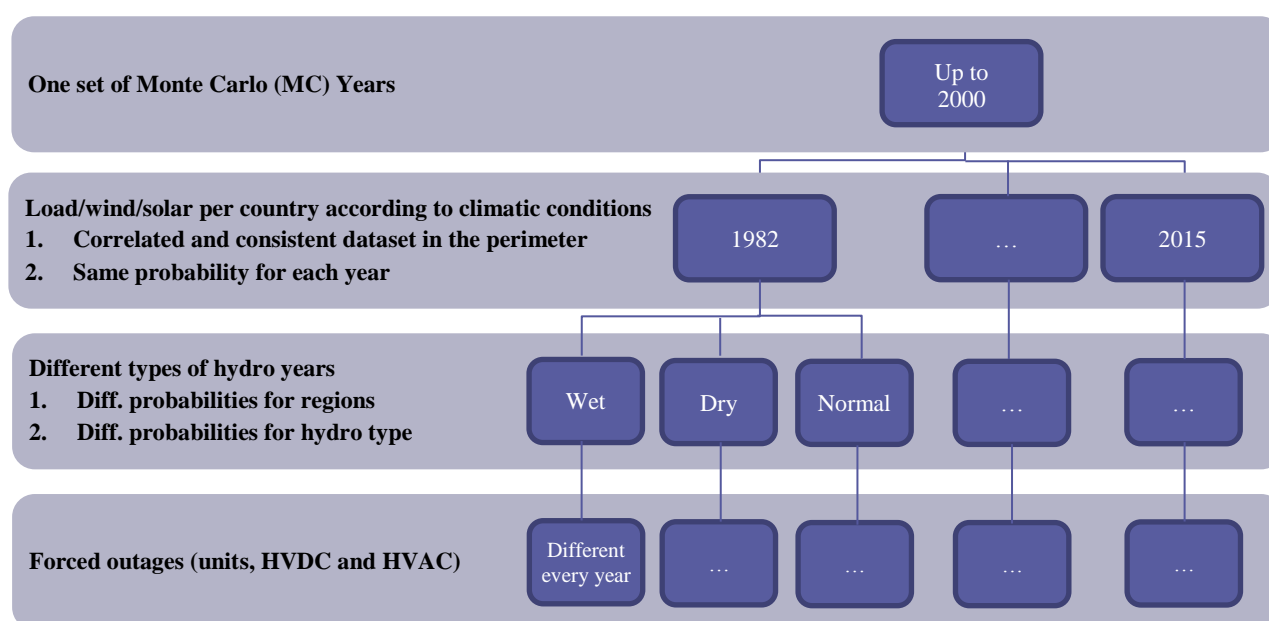 One set of Monte Carlo (MC) Years
Up to
2000
Load/wind/solar per country according to climatic conditions
1. Correlated and consistent dataset in the perimeter
2. Same probability for each year
1982
…
2015
Different types of hydro years
1. Diff. probabilities for regions
2. Diff. probabilities for hydro type
Wet
Dry
Normal
…
…
Forced outages (units, HVDC and HVAC)
Different
every year
…
…
…
…